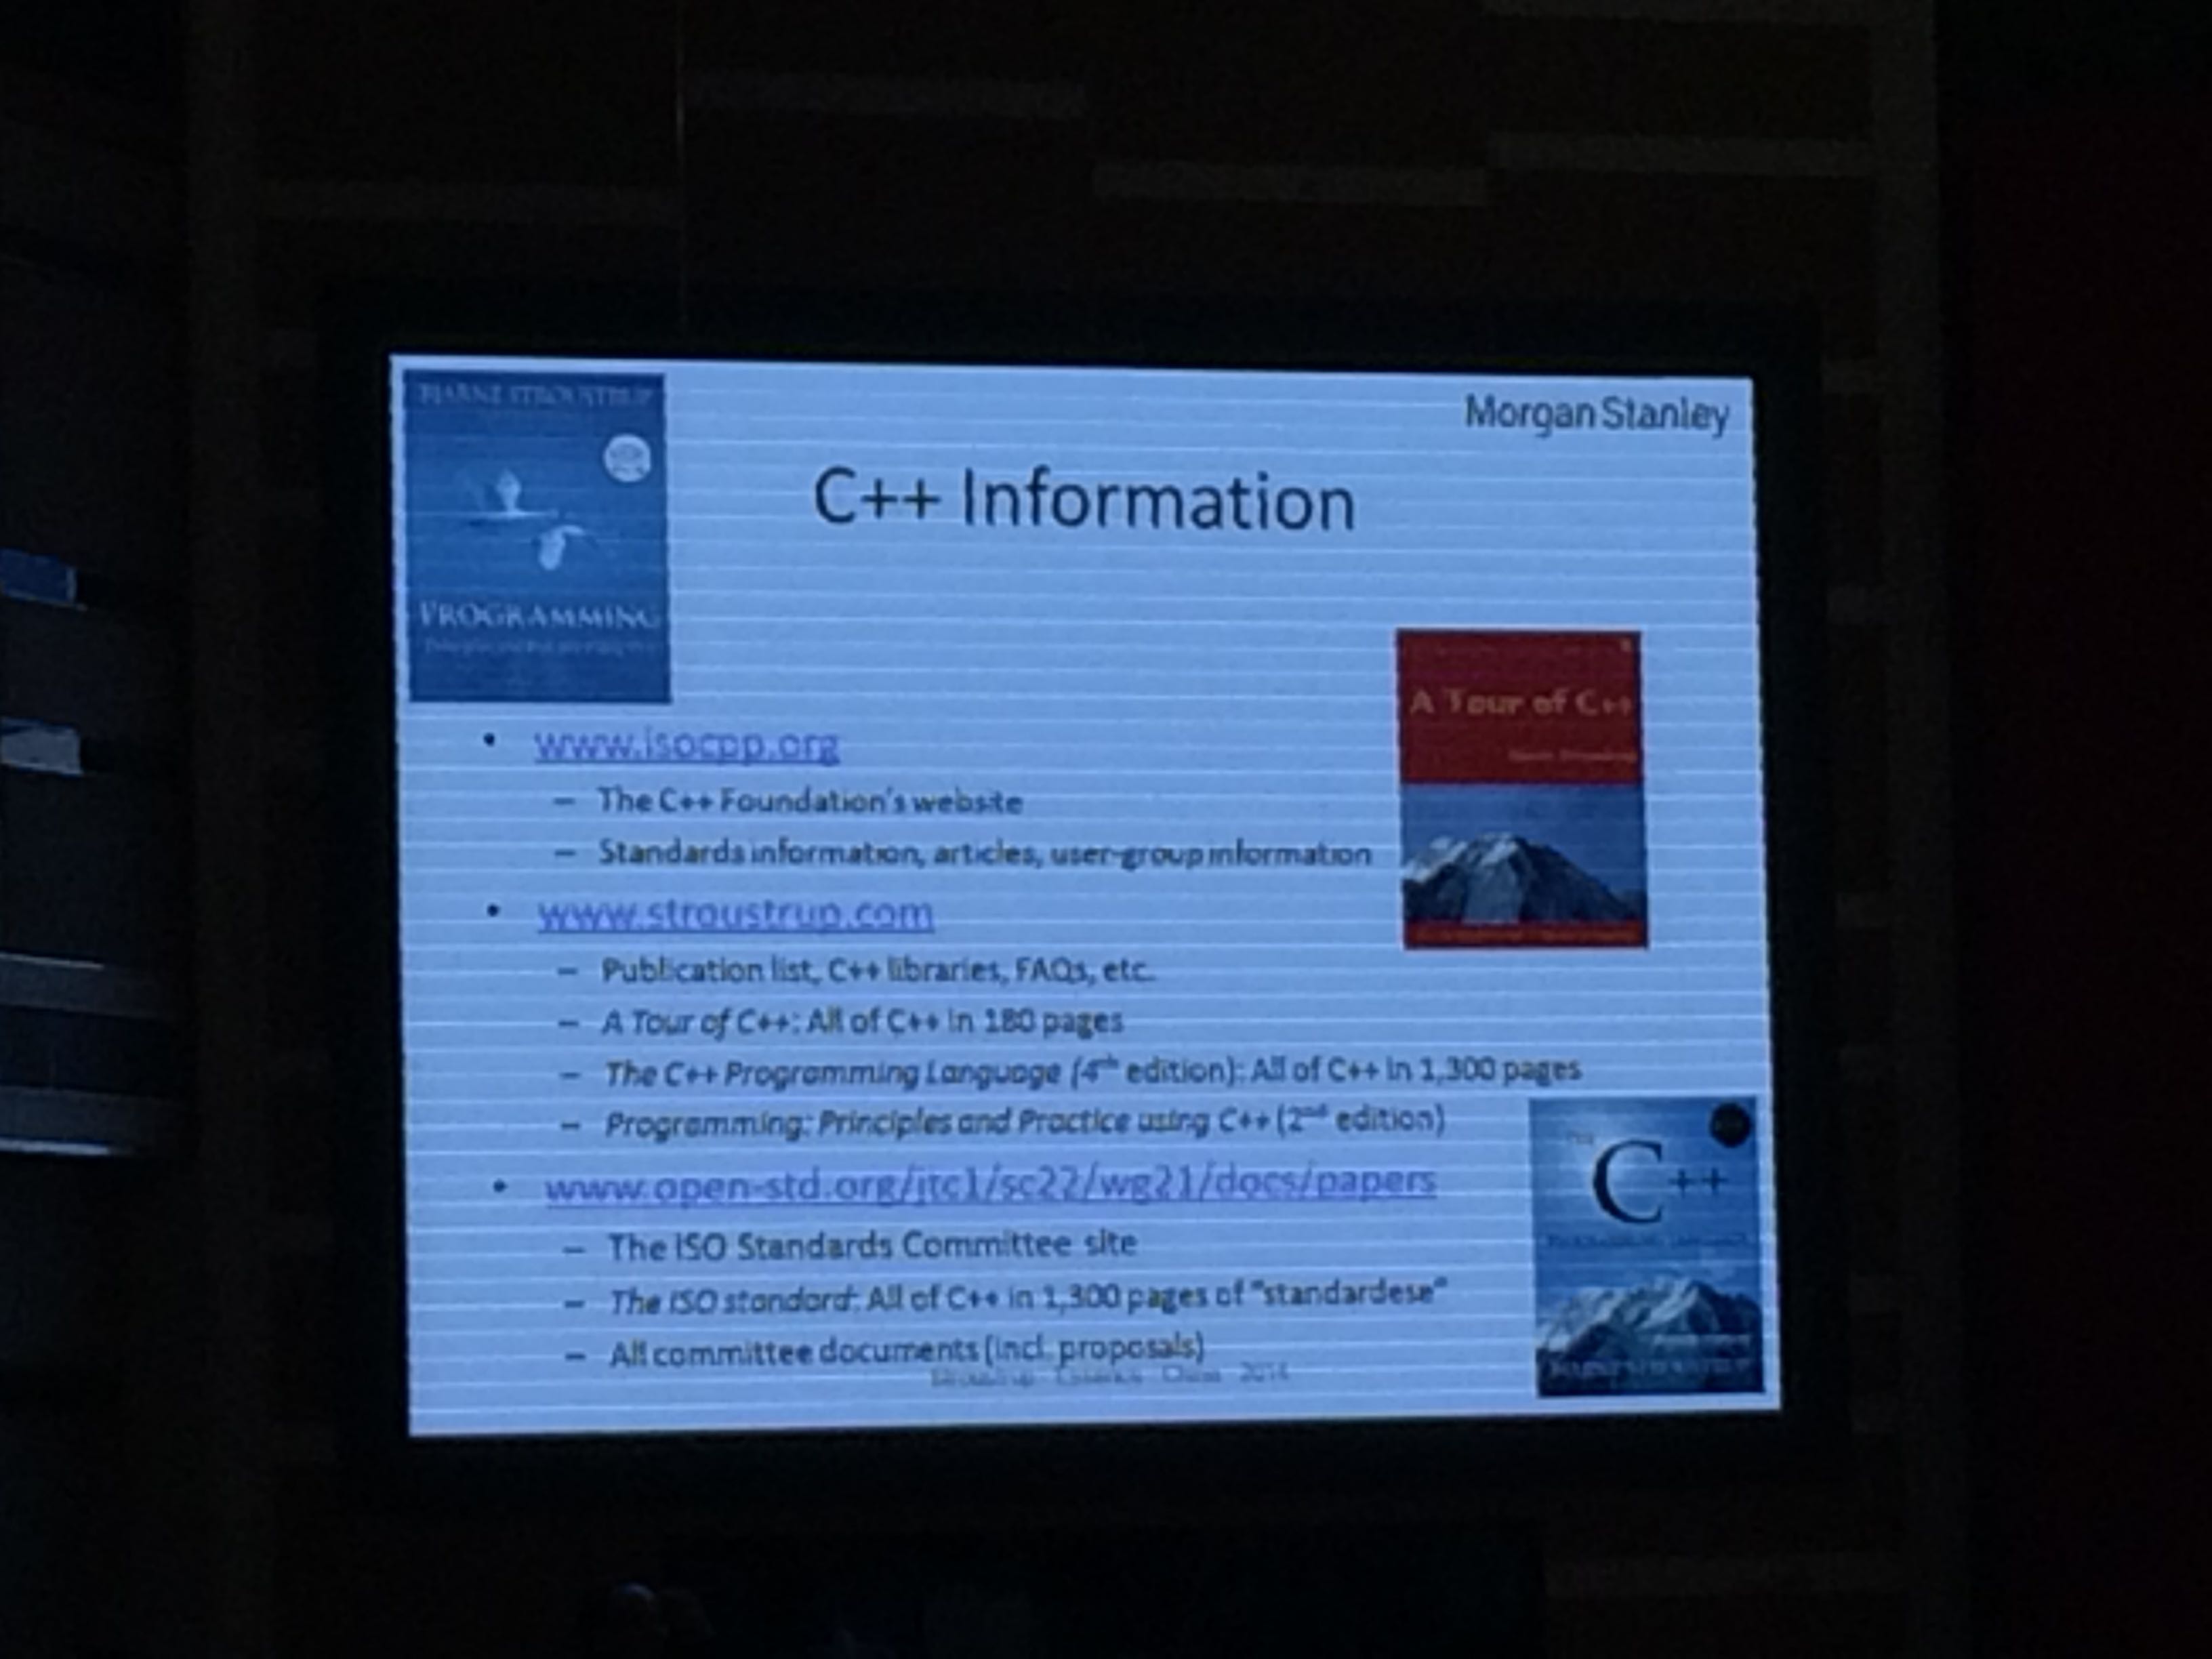 BJARNE STROUSTRUP
Morgan Stanley
C++ Information
PROGRAMMING
A Tour of C++
• www.isocpp.org
– The C++ Foundation's website
– Standards information, articles, user-group information
• www.stroustrup.com
– Publication list, C++ libraries, FAQs, etc.
– A Tour of C++: All of C++ in 180 pages
– The C++ Programming Language (4th edition): All of C++ in 1,300 pages
– Programming: Principles and Practice using C++ (2nd edition)
THE
C++
• www.open-std.org/jtc1/sc22/wg21/docs/papers
– The ISO Standards Committee site
– The ISO standard: All of C++ in 1,300 pages of "standardese"
– All committee documents (incl. proposals)
Stroustrup